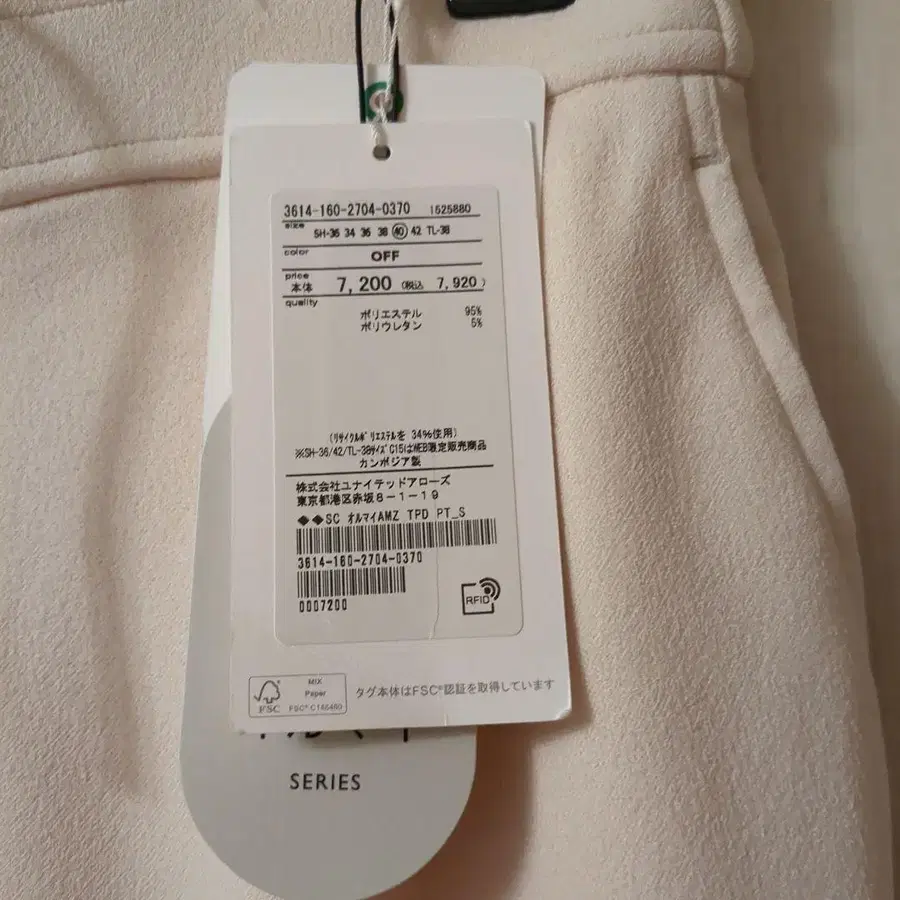 3614-160-2704-0370 1525880
size
SH-36 34 36 38 40 42 TL-38
color
OFF
price
本体 7,200 (税込 7,920)
quality
ポリエステル 95%
ポリウレタン 5%
(リサイクルポリエステルを 34%使用)
※SH-36/42/TL-38サイズ C15はWEB限定販売商品
カンボジア製
株式会社ユナイテッドアローズ
東京都港区赤坂8-1-19
◆◆SC オルマイAMZ TPD PT_S
3614-160-2704-0370
0007200
RFID
FSC
MIX
Paper
タグ本体はFSC®認証を取得しています
SERIES